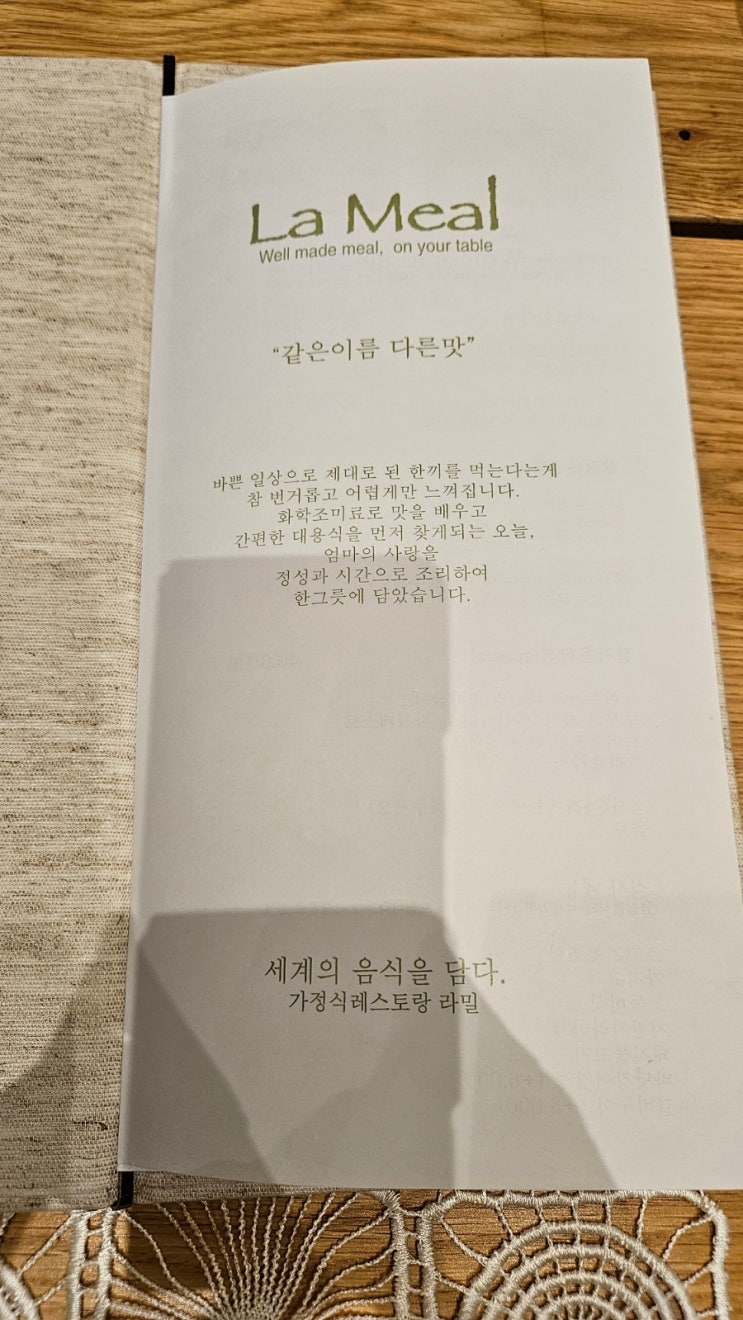 La Meal
Well made meal, on your table
“같은이름 다른맛”
바쁜 일상으로 제대로 된 한끼를 먹는다는게
참 번거롭고 어렵게만 느껴집니다.
화학조미료로 맛을 배우고
간편한 대용식을 먼저 찾게되는 오늘,
엄마의 사랑을
정성과 시간으로 조리하여
한그릇에 담았습니다.
세계의 음식을 담다.
가정식레스토랑 라밀